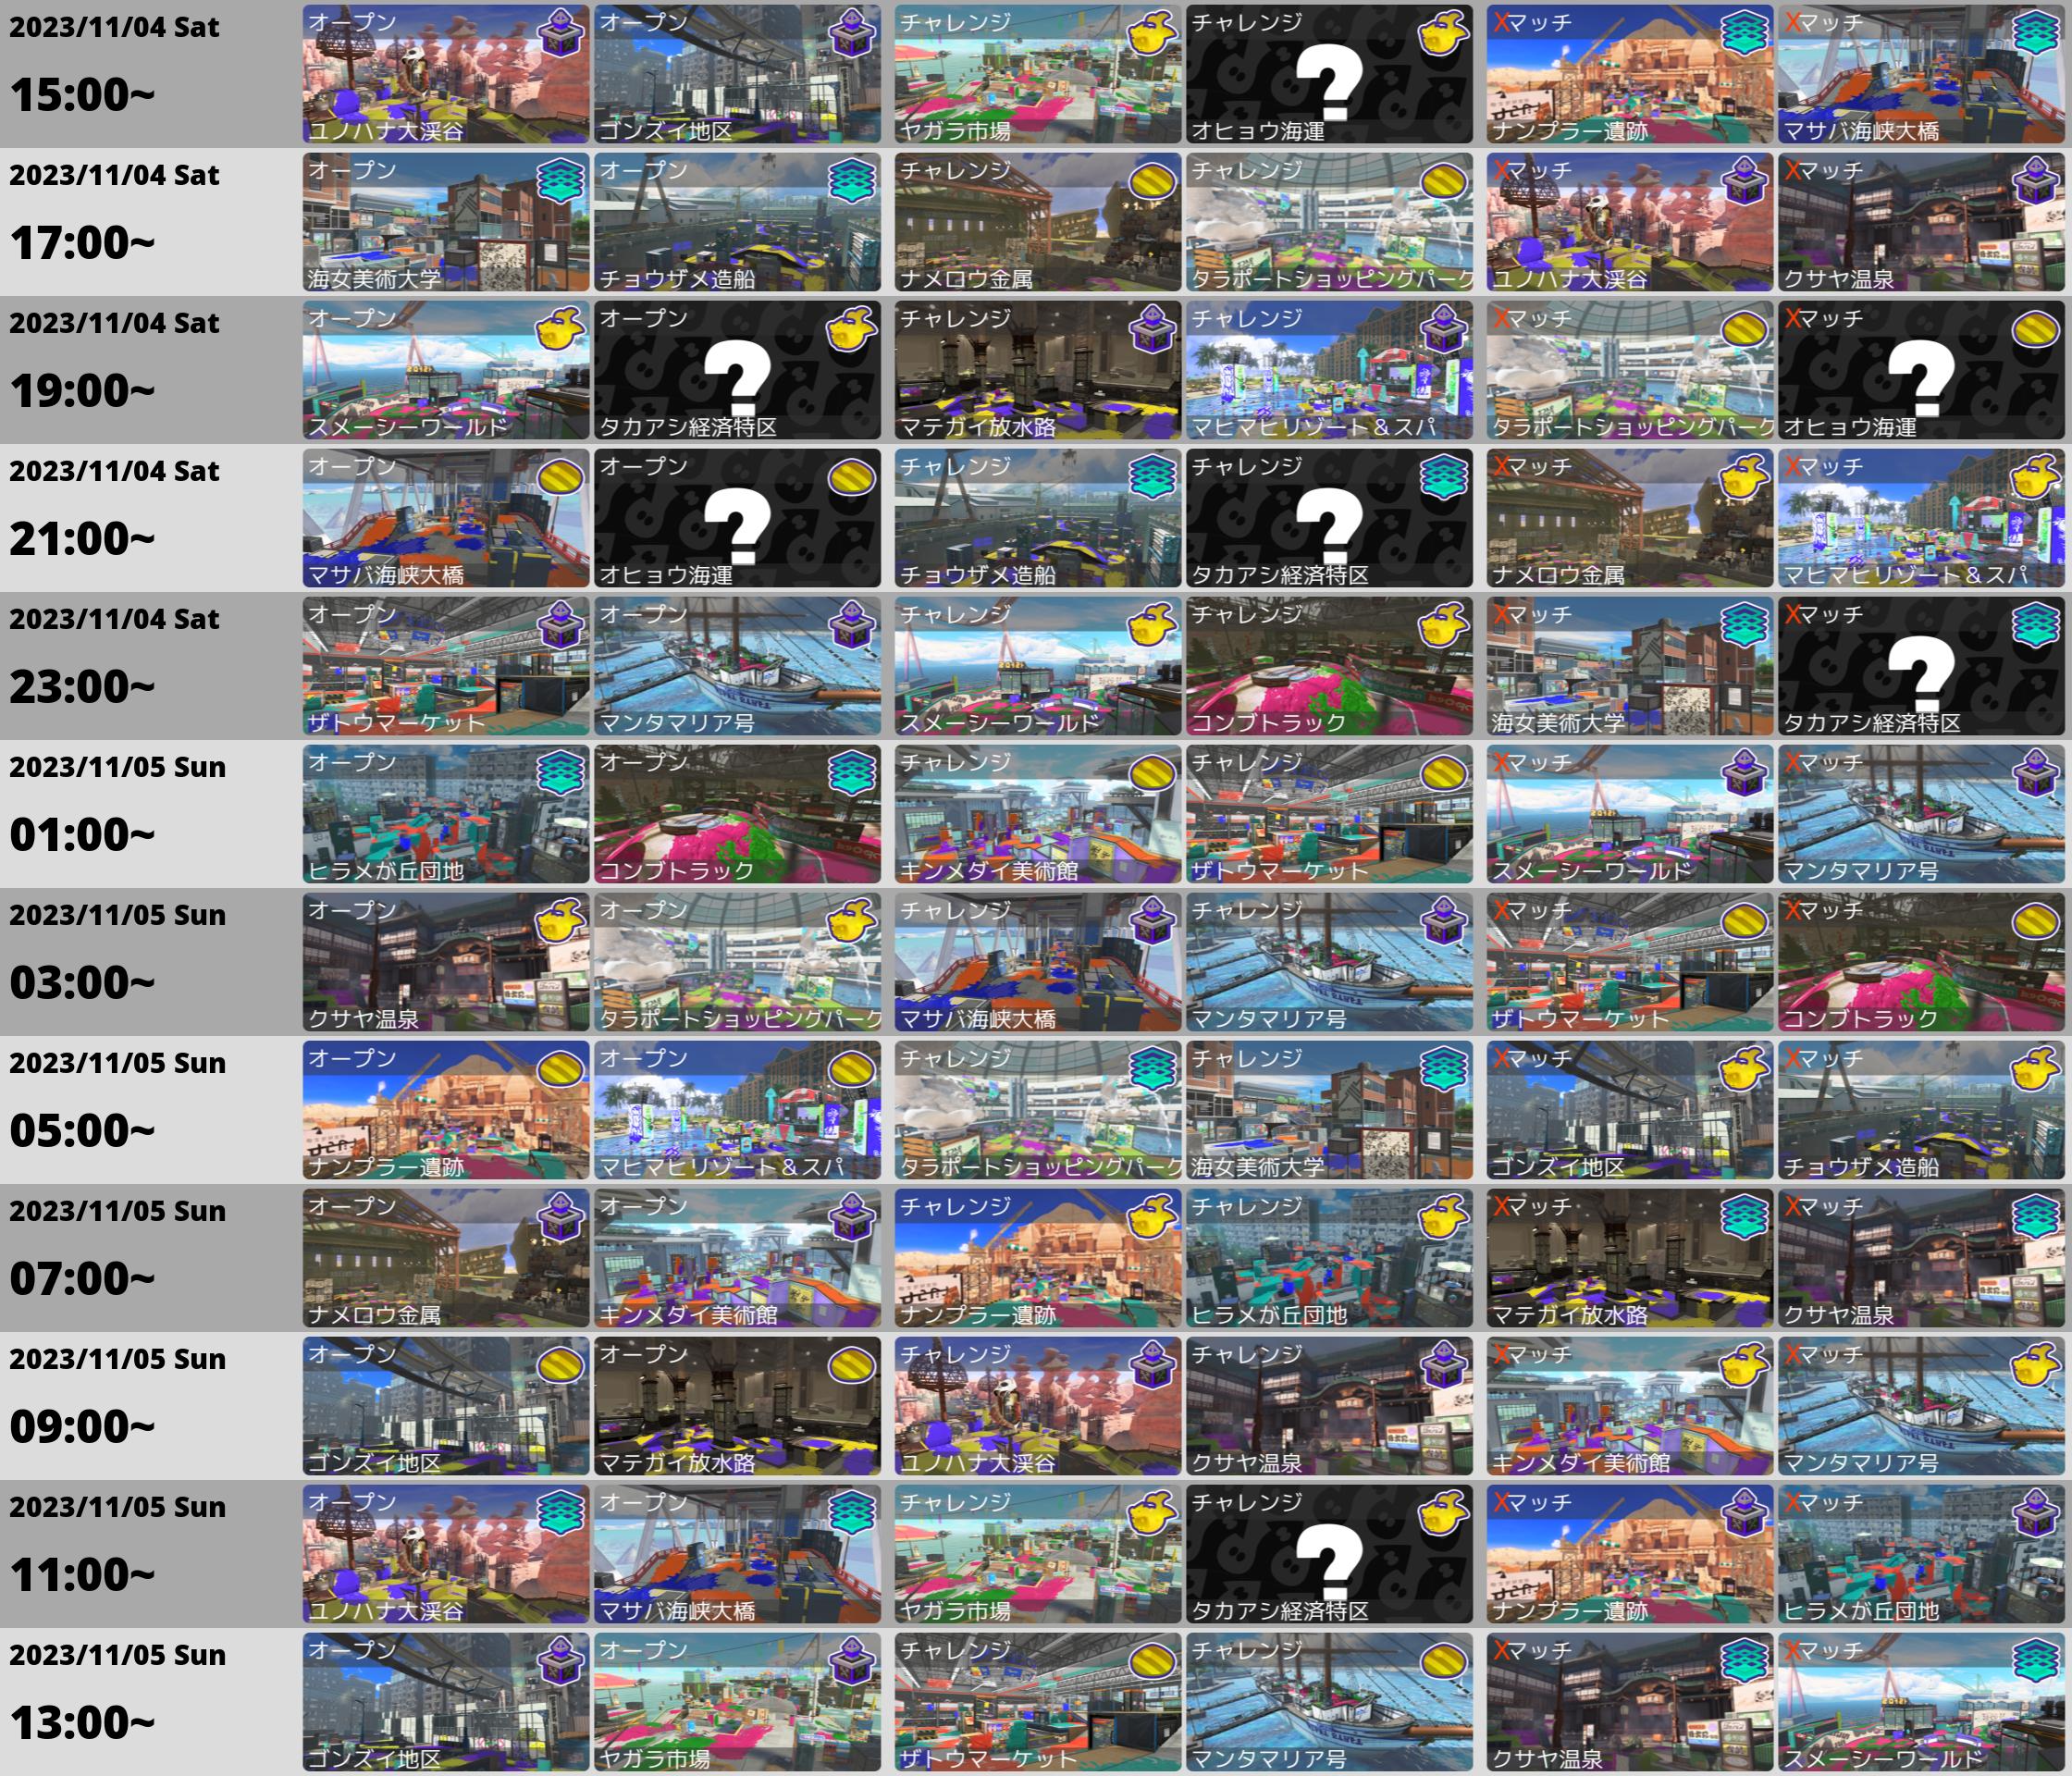 2023/11/04 Sat
15:00~
オープン
ユノハナ大渓谷
オープン
ゴンズイ地区
チャレンジ
ヤガラ市場
チャレンジ
オヒョウ海運
Xマッチ
ナンプラー遺跡
Xマッチ
マサバ海峡大橋
2023/11/04 Sat
17:00~
オープン
海女美術大学
オープン
チョウザメ造船
チャレンジ
ナメロウ金属
チャレンジ
タラポートショッピングパーク
Xマッチ
ユノハナ大渓谷
Xマッチ
クサヤ温泉
2023/11/04 Sat
19:00~
オープン
スメーシーワールド
オープン
タカアシ経済特区
チャレンジ
マテガイ放水路
チャレンジ
マヒマヒリゾート＆スパ
Xマッチ
タラポートショッピングパーク
Xマッチ
オヒョウ海運
2023/11/04 Sat
21:00~
オープン
マサバ海峡大橋
オープン
オヒョウ海運
チャレンジ
チョウザメ造船
チャレンジ
タカアシ経済特区
Xマッチ
ナメロウ金属
Xマッチ
マヒマヒリゾート＆スパ
2023/11/04 Sat
23:00~
オープン
ザトウマーケット
オープン
マンタマリア号
チャレンジ
スメーシーワールド
チャレンジ
コンブトラック
Xマッチ
海女美術大学
Xマッチ
タカアシ経済特区
2023/11/05 Sun
01:00~
オープン
ヒラメが丘団地
オープン
コンブトラック
チャレンジ
キンメダイ美術館
チャレンジ
ザトウマーケット
Xマッチ
スメーシーワールド
Xマッチ
マンタマリア号
2023/11/05 Sun
03:00~
オープン
クサヤ温泉
オープン
タラポートショッピングパーク
チャレンジ
マサバ海峡大橋
チャレンジ
マンタマリア号
Xマッチ
ザトウマーケット
Xマッチ
コンブトラック
2023/11/05 Sun
05:00~
オープン
ナンプラー遺跡
オープン
マヒマヒリゾート＆スパ
チャレンジ
タラポートショッピングパーク
チャレンジ
海女美術大学
Xマッチ
ゴンズイ地区
Xマッチ
チョウザメ造船
2023/11/05 Sun
07:00~
オープン
ナメロウ金属
オープン
キンメダイ美術館
チャレンジ
ナンプラー遺跡
チャレンジ
ヒラメが丘団地
Xマッチ
マテガイ放水路
Xマッチ
クサヤ温泉
2023/11/05 Sun
09:00~
オープン
ゴンズイ地区
オープン
マテガイ放水路
チャレンジ
ユノハナ大渓谷
チャレンジ
クサヤ温泉
Xマッチ
キンメダイ美術館
Xマッチ
マンタマリア号
2023/11/05 Sun
11:00~
オープン
ユノハナ大渓谷
オープン
マサバ海峡大橋
チャレンジ
ヤガラ市場
チャレンジ
タカアシ経済特区
Xマッチ
ナンプラー遺跡
Xマッチ
ヒラメが丘団地
2023/11/05 Sun
13:00~
オープン
ゴンズイ地区
オープン
ヤガラ市場
チャレンジ
ザトウマーケット
チャレンジ
マンタマリア号
Xマッチ
クサヤ温泉
Xマッチ
スメーシーワールド